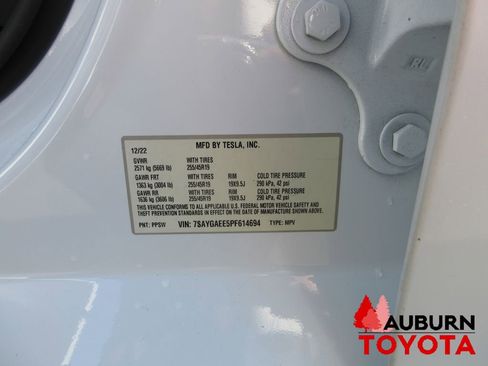 RL
12/22 MFD BY TESLA, INC.
GVWR WITH TIRES
2571 kg (5669 lb) 255/45R19
GAWR FRT WITH TIRES RIM COLD TIRE PRESSURE
1363 kg (3004 lb) 255/45R19 19X9.5J 290 kPa, 42 psi
GAWR RR WITH TIRES RIM COLD TIRE PRESSURE
1636 kg (3606 lb) 255/45R19 19X9.5J 290 kPa, 42 psi
THIS VEHICLE CONFORMS TO ALL APPLICABLE U.S. FEDERAL MOTOR VEHICLE SAFETY
AND THEFT PREVENTION STANDARDS IN EFFECT ON THE DATE OF MANUFACTURE SHOWN ABOVE.
PNT: PPSW VIN: 7SAYGAEE5PF614694 TYPE: MPV
AUBURN
TOYOTA